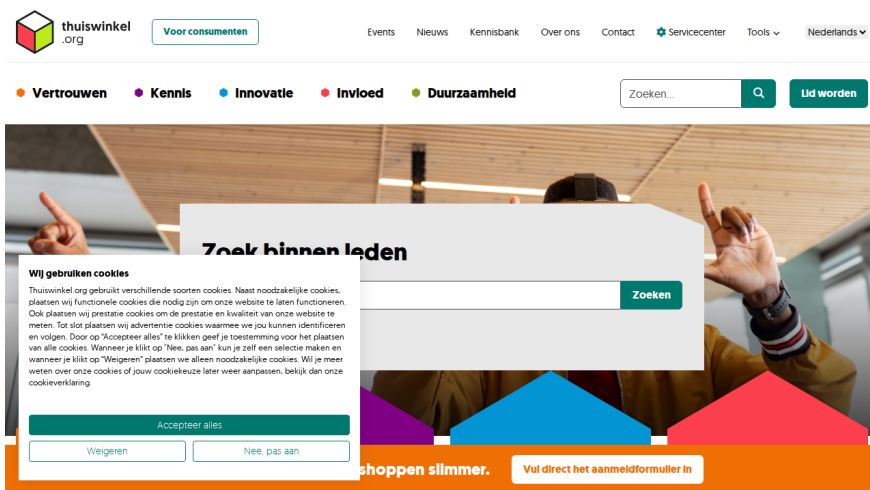 thuiswinkel
.org
Voor consumenten
Events
Nieuws
Kennisbank
Over ons
Contact
Servicecenter
Tools
Nederlands
Vertrouwen
Kennis
Innovatie
Invloed
Duurzaamheid
Zoeken...
Lid worden
Zoek binnen leden
Zoeken
Wij gebruiken cookies
Thuiswinkel.org gebruikt verschillende soorten cookies. Naast noodzakelijke cookies,
plaatsen wij functionele cookies die nodig zijn om onze website te laten functioneren.
Ook plaatsen wij prestatie cookies om de prestatie en kwaliteit van onze website te
meten. Tot slot plaatsen wij advertentie cookies waarmee we jou kunnen identificeren
en volgen. Door op "Accepteer alles" te klikken geef je toestemming voor het plaatsen
van alle cookies. Wanneer je klikt op "Nee, pas aan" kun je zelf een selectie maken en
wanneer je klikt op "Weigeren" plaatsen we alleen noodzakelijke cookies. Wil je meer
weten over onze cookies of jouw cookiekeuze later weer aanpassen, bekijk dan onze
cookieverklaring.
Accepteer alles
Weigeren
Nee, pas aan
shoppen slimmer.
Vul direct het aanmeldformulier in